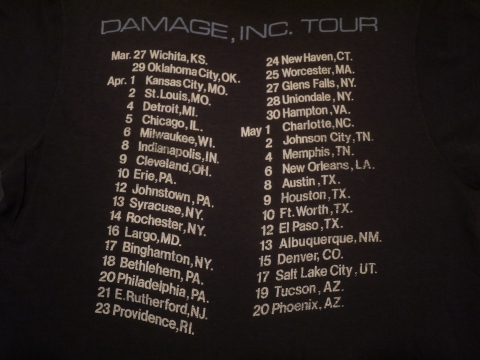 DAMAGE, INC. TOUR
Mar. 27 Wichita, KS.
29 Oklahoma City, OK.
Apr. 1 Kansas City, MO.
2 St. Louis, MO.
4 Detroit, MI.
5 Chicago, IL.
6 Milwaukee, WI.
8 Indianapolis, IN.
9 Cleveland, OH.
10 Erie, PA.
12 Johnstown, PA.
13 Syracuse, NY.
14 Rochester, NY.
16 Largo, MD.
17 Binghamton, NY.
18 Bethlehem, PA.
20 Philadelphia, PA.
21 E. Rutherford, NJ.
23 Providence, RI.
24 New Haven, CT.
25 Worcester, MA.
27 Glens Falls, NY.
28 Uniondale, NY.
30 Hampton, VA.
May 1 Charlotte, NC.
2 Johnson City, TN.
4 Memphis, TN.
6 New Orleans, LA.
8 Austin, TX.
9 Houston, TX.
10 Ft. Worth, TX.
12 El Paso, TX.
13 Albuquerque, NM.
15 Denver, CO.
17 Salt Lake City, UT.
19 Tucson, AZ.
20 Phoenix, AZ.